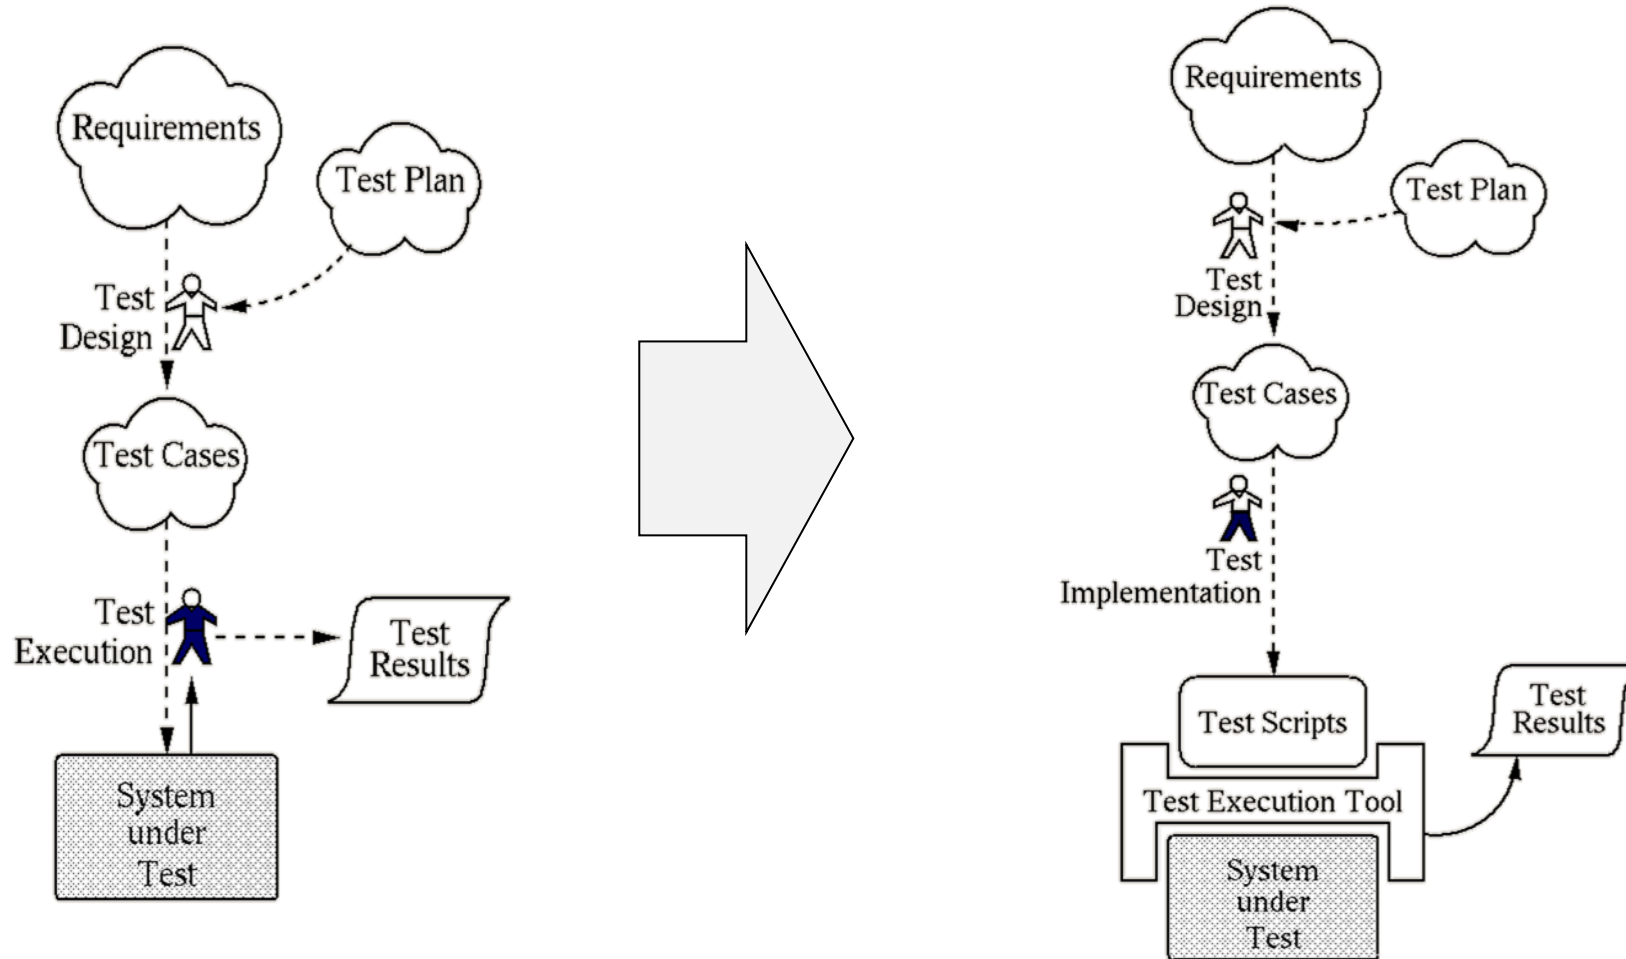 Requirements
Test Plan
Test
Design
Test Cases
Test
Execution
Test
Results
System
under
Test
Requirements
Test Plan
Test
Design
Test Cases
Test
Implementation
Test Scripts
Test Execution Tool
Test
Results
System
under
Test